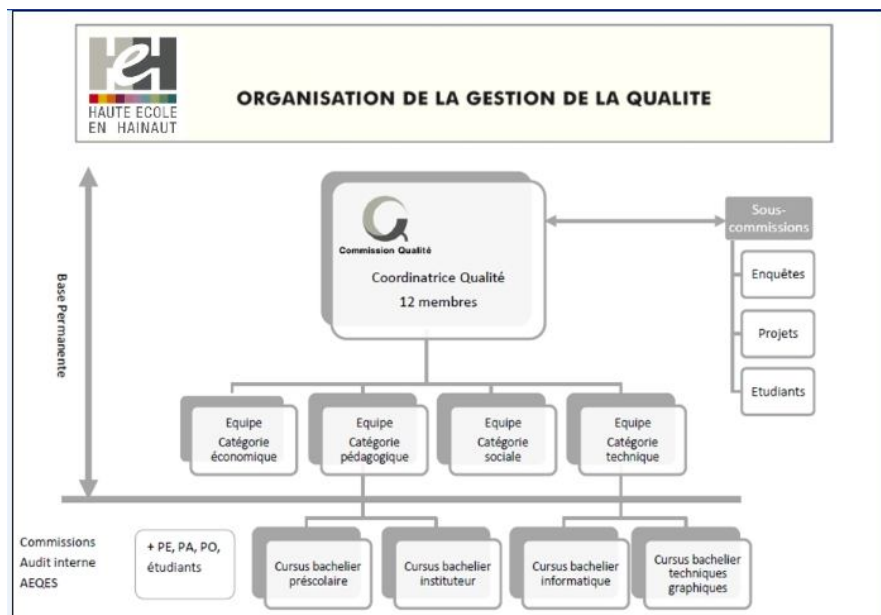 HeH
HAUTE ECOLE
EN HAINAUT
ORGANISATION DE LA GESTION DE LA QUALITE
Base Permanente
Commission Qualité
Coordinatrice Qualité
12 membres
Sous-
commissions
Enquêtes
Projets
Etudiants
Equipe
Catégorie
économique
Equipe
Catégorie
pédagogique
Equipe
Catégorie
sociale
Equipe
Catégorie
technique
Commissions
Audit interne
AEQES
+ PE, PA, PO,
étudiants
Cursus bachelier
préscolaire
Cursus bachelier
instituteur
Cursus bachelier
informatique
Cursus bachelier
techniques
graphiques